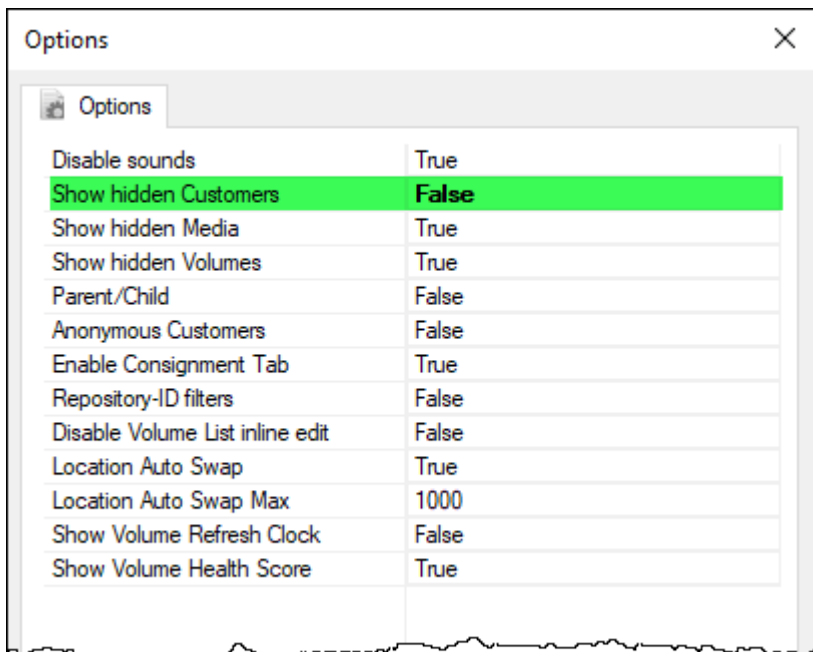 Options
Options
Disable sounds True
Show hidden Customers False
Show hidden Media True
Show hidden Volumes True
Parent/Child False
Anonymous Customers False
Enable Consignment Tab True
Repository-ID filters False
Disable Volume List inline edit False
Location Auto Swap True
Location Auto Swap Max 1000
Show Volume Refresh Clock False
Show Volume Health Score True